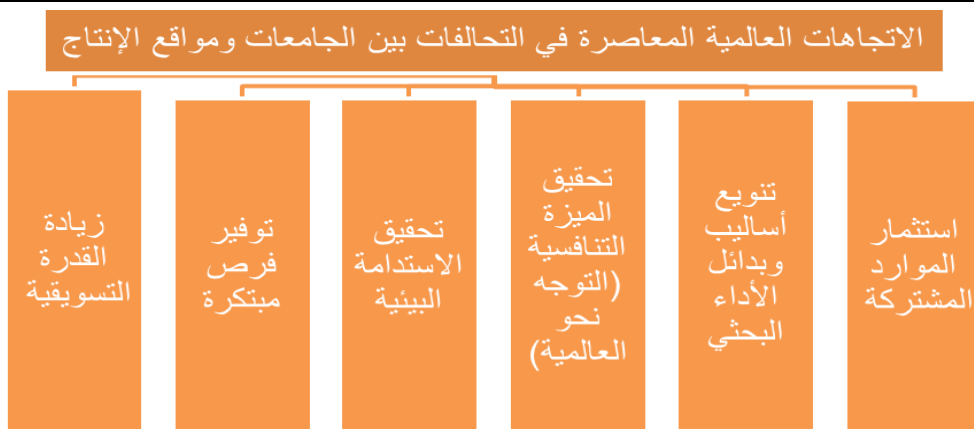 الاتجاهات العالمية المعاصرة في التحالفات بين الجامعات ومواقع الإنتاج
استثمار
الموارد
المشتركة
تنويع
أساليب
وبدائل
الأداء
البحثي
تحقيق
الميزة
التنافسية
(التوجه
نحو
العالمية)
تحقيق
الاستدامة
البيئية
توفير
فرص
مبتكرة
زيادة
القدرة
التسويقية